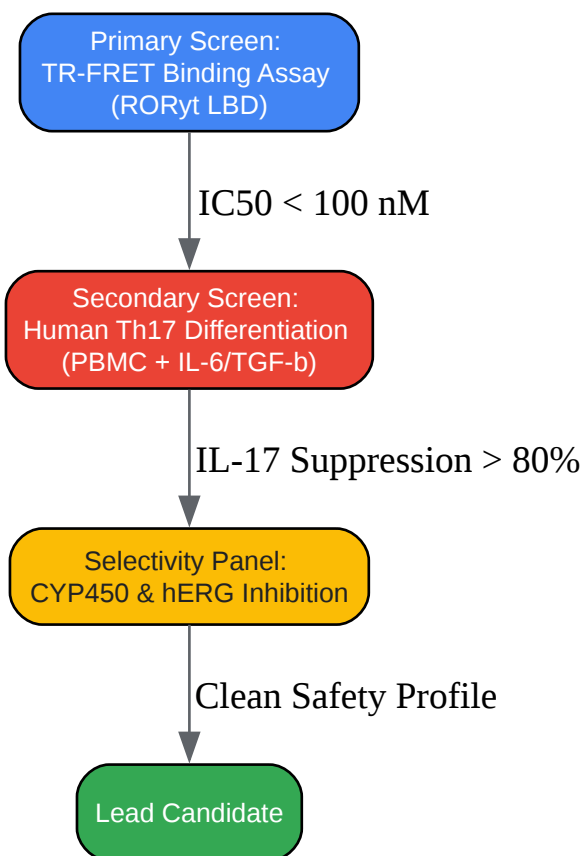 Primary Screen:
TR-FRET Binding Assay
(RORyt LBD)
IC50 < 100 nM
Secondary Screen:
Human Th17 Differentiation
(PBMC + IL-6/TGF-b)
IL-17 Suppression > 80%
Selectivity Panel:
CYP450 & hERG Inhibition
Clean Safety Profile
Lead Candidate